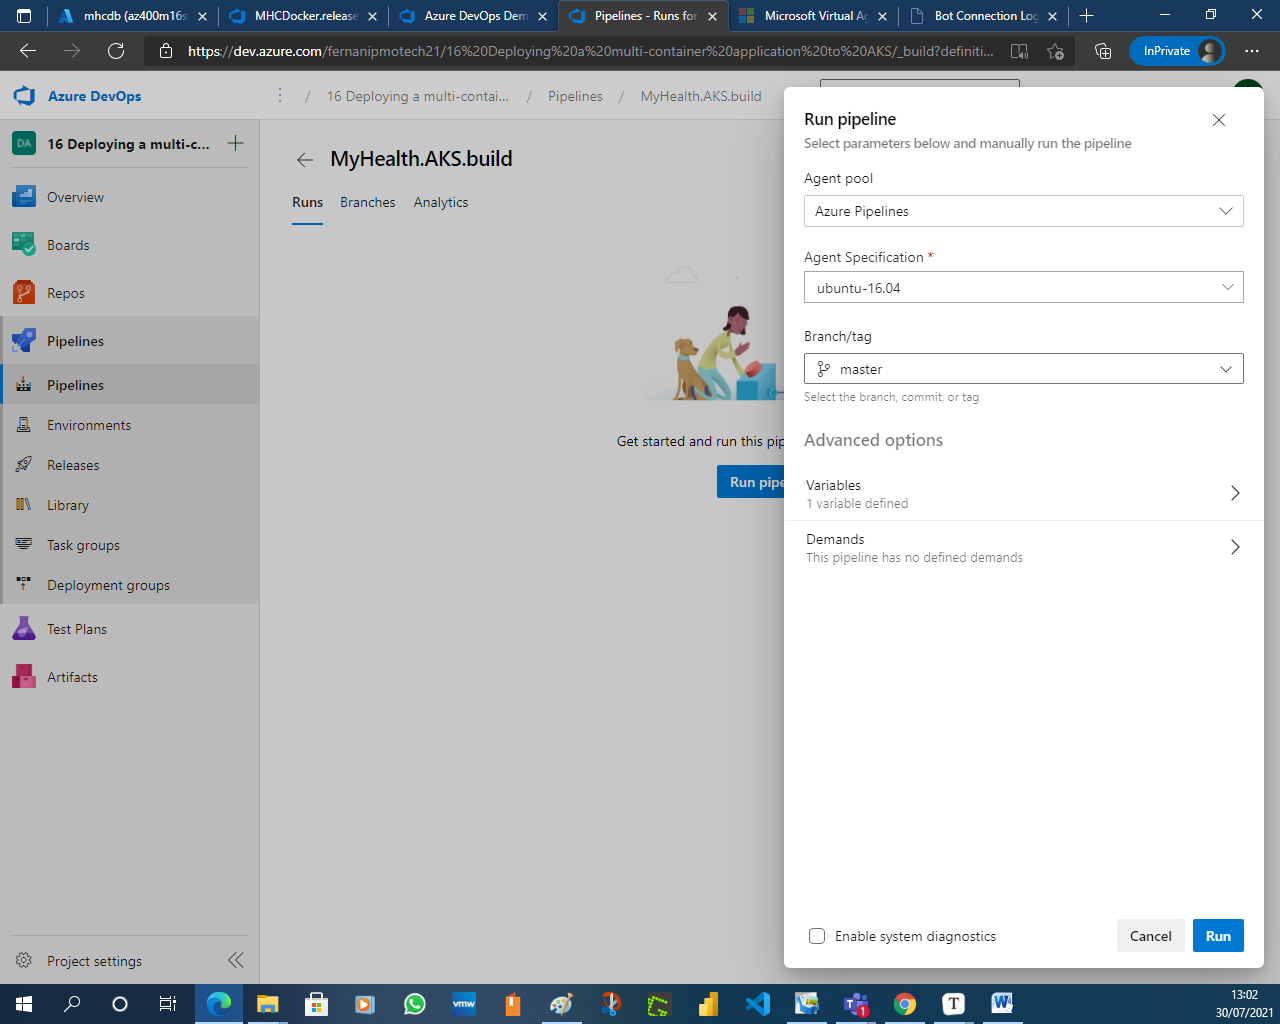 mhcdb (az400m16s
MHCDocker.release
Azure DevOps Dem
Pipelines - Runs for
Microsoft Virtual Ag
Bot Connection Log
https://dev.azure.com/fernanipmotech21/16%20Deploying%20a%20multi-container%20application%20to%20AKS/_build?definiti...
InPrivate
Azure DevOps
/ 16 Deploying a multi-contai... / Pipelines / MyHealth.AKS.build
DA
16 Deploying a multi-c...
Overview
Boards
Repos
Pipelines
Pipelines
Environments
Releases
Library
Task groups
Deployment groups
Test Plans
Artifacts
Project settings
MyHealth.AKS.build
Runs
Branches
Analytics
Get started and run this pip
Run pipe
Run pipeline
Select parameters below and manually run the pipeline
Agent pool
Azure Pipelines
Agent Specification *
ubuntu-16.04
Branch/tag
master
Select the branch, commit, or tag
Advanced options
Variables
1 variable defined
Demands
This pipeline has no defined demands
Enable system diagnostics
Cancel
Run
vmw
1
T
W
13:02
30/07/2021